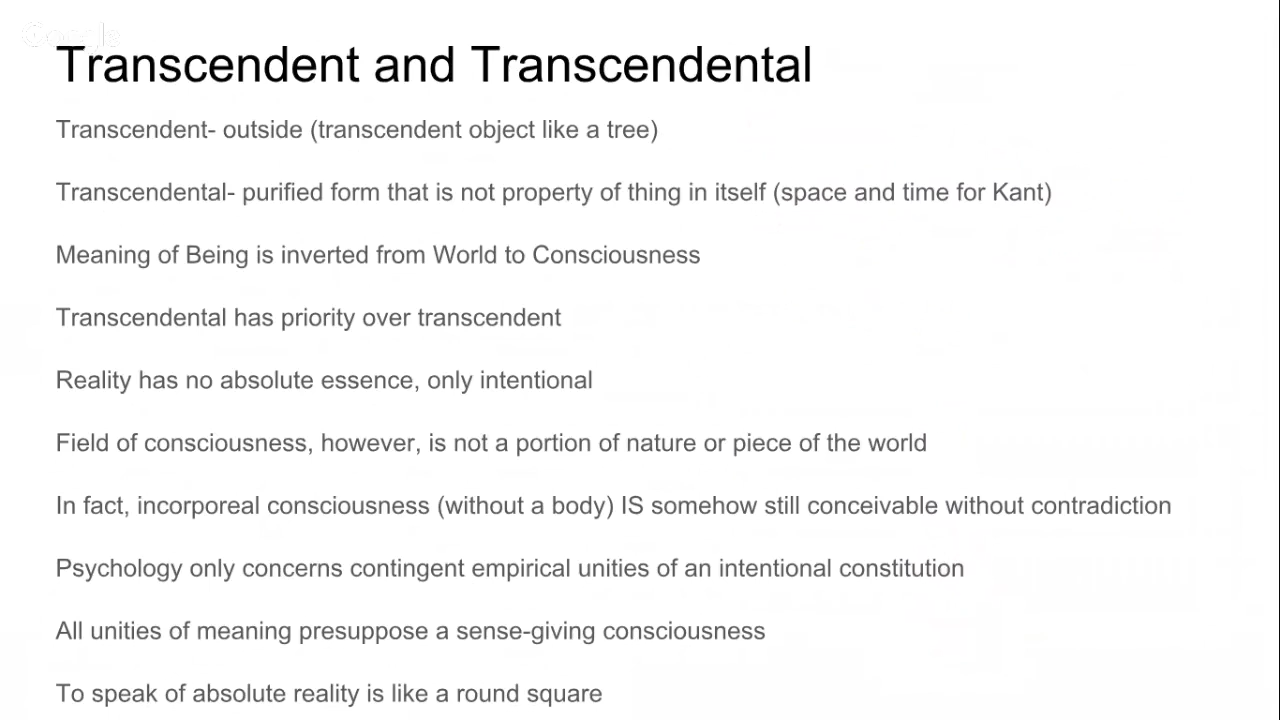 Google
Transcendent and Transcendental
Transcendent- outside (transcendent object like a tree)
Transcendental- purified form that is not property of thing in itself (space and time for Kant)
Meaning of Being is inverted from World to Consciousness
Transcendental has priority over transcendent
Reality has no absolute essence, only intentional
Field of consciousness, however, is not a portion of nature or piece of the world
In fact, incorporeal consciousness (without a body) IS somehow still conceivable without contradiction
Psychology only concerns contingent empirical unities of an intentional constitution
All unities of meaning presuppose a sense-giving consciousness
To speak of absolute reality is like a round square